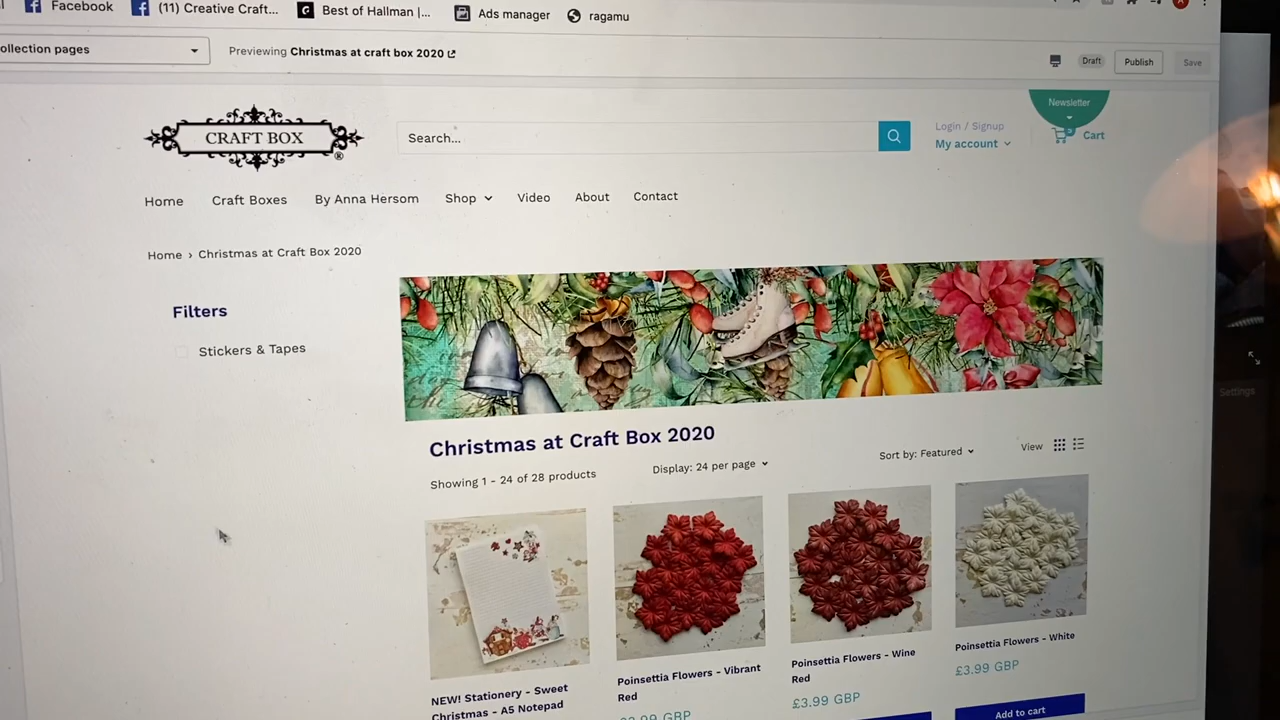 Facebook
(11) Creative Craft...
Best of Hallman |...
Ads manager
ragamu
ollection pages
Previewing Christmas at craft box 2020
Draft
Publish
Save
CRAFT BOX
®
Search...
Login / Signup
My account
Newsletter
Cart
Home
Craft Boxes
By Anna Hersom
Shop
Video
About
Contact
Home › Christmas at Craft Box 2020
Filters
Stickers & Tapes
Christmas at Craft Box 2020
Showing 1 - 24 of 28 products
Display: 24 per page
Sort by: Featured
View
NEW! Stationery - Sweet
Christmas - A5 Notepad
Poinsettia Flowers - Vibrant
Red
Poinsettia Flowers - Wine
Red
£3.99 GBP
Poinsettia Flowers - White
£3.99 GBP
Add to cart
Settings